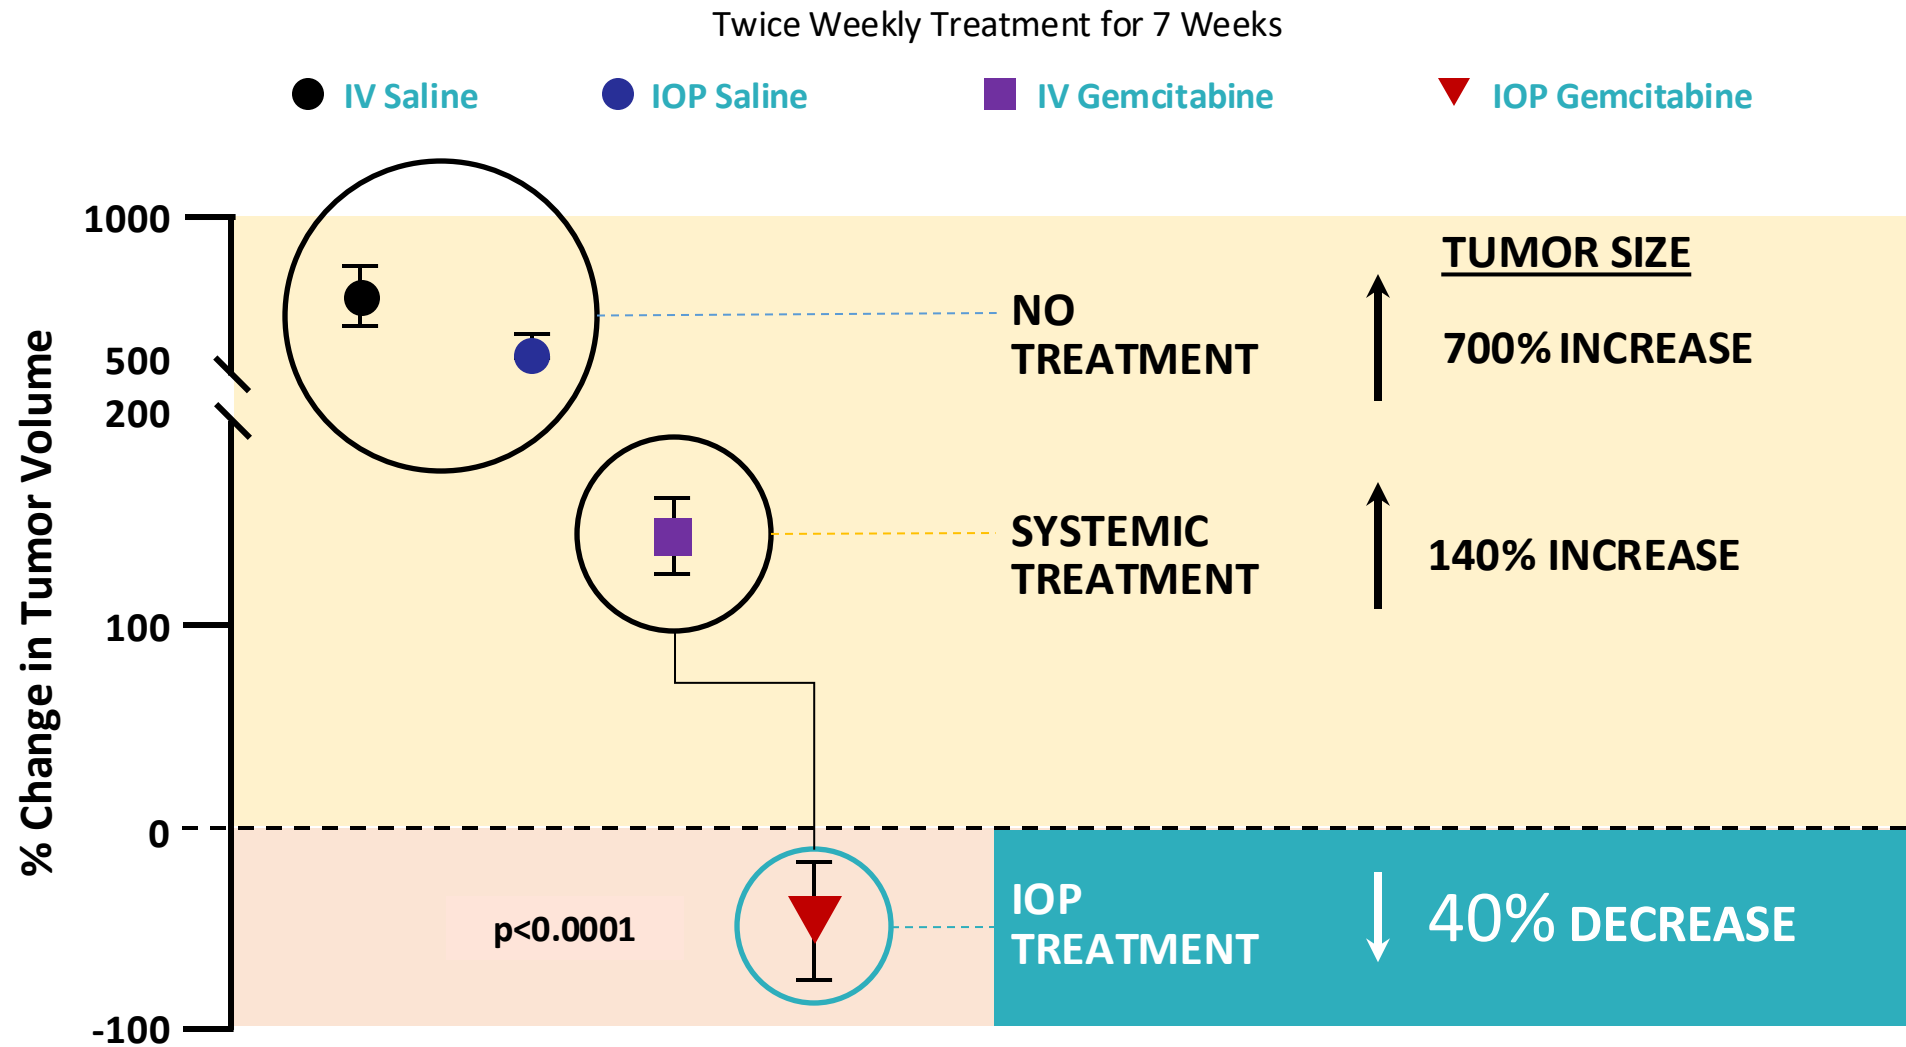 Twice Weekly Treatment for 7 Weeks
IV Saline
IOP Saline
IV Gemcitabine
IOP Gemcitabine
% Change in Tumor Volume
1000
500
200
100
0
-100
TUMOR SIZE
NO
TREATMENT
700% INCREASE
SYSTEMIC
TREATMENT
140% INCREASE
p<0.0001
IOP
TREATMENT
40% DECREASE